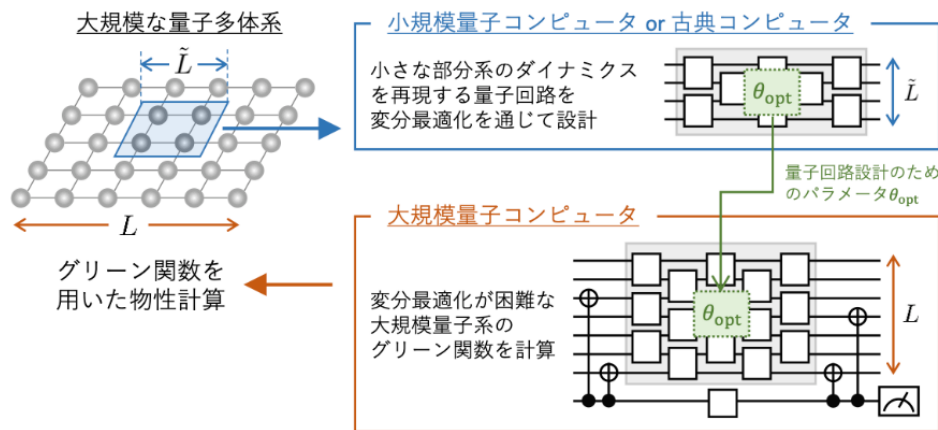 大規模な量子多体系
L̃
L
グリーン関数を
用いた物性計算
小規模量子コンピュータ or 古典コンピュータ
小さな部分系のダイナミクス
を再現する量子回路を
変分最適化を通じて設計
θopt
L̃
量子回路設計のため
のパラメータθopt
大規模量子コンピュータ
変分最適化が困難な
大規模量子系の
グリーン関数を計算
θopt
L